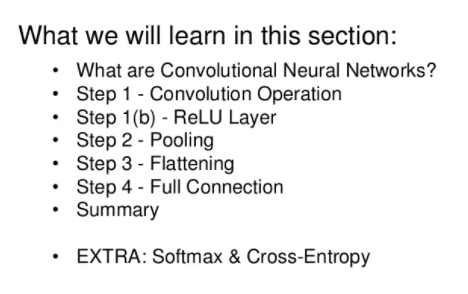 What we will learn in this section:
• What are Convolutional Neural Networks?
• Step 1 - Convolution Operation
• Step 1(b) - ReLU Layer
• Step 2 - Pooling
• Step 3 - Flattening
• Step 4 - Full Connection
• Summary
• EXTRA: Softmax & Cross-Entropy